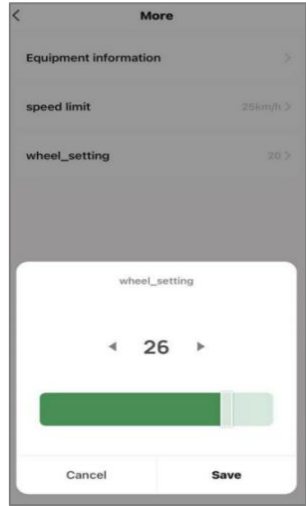 More
Equipment information
speed limit 25km/h
wheel_setting 20
wheel_setting
26
Cancel Save